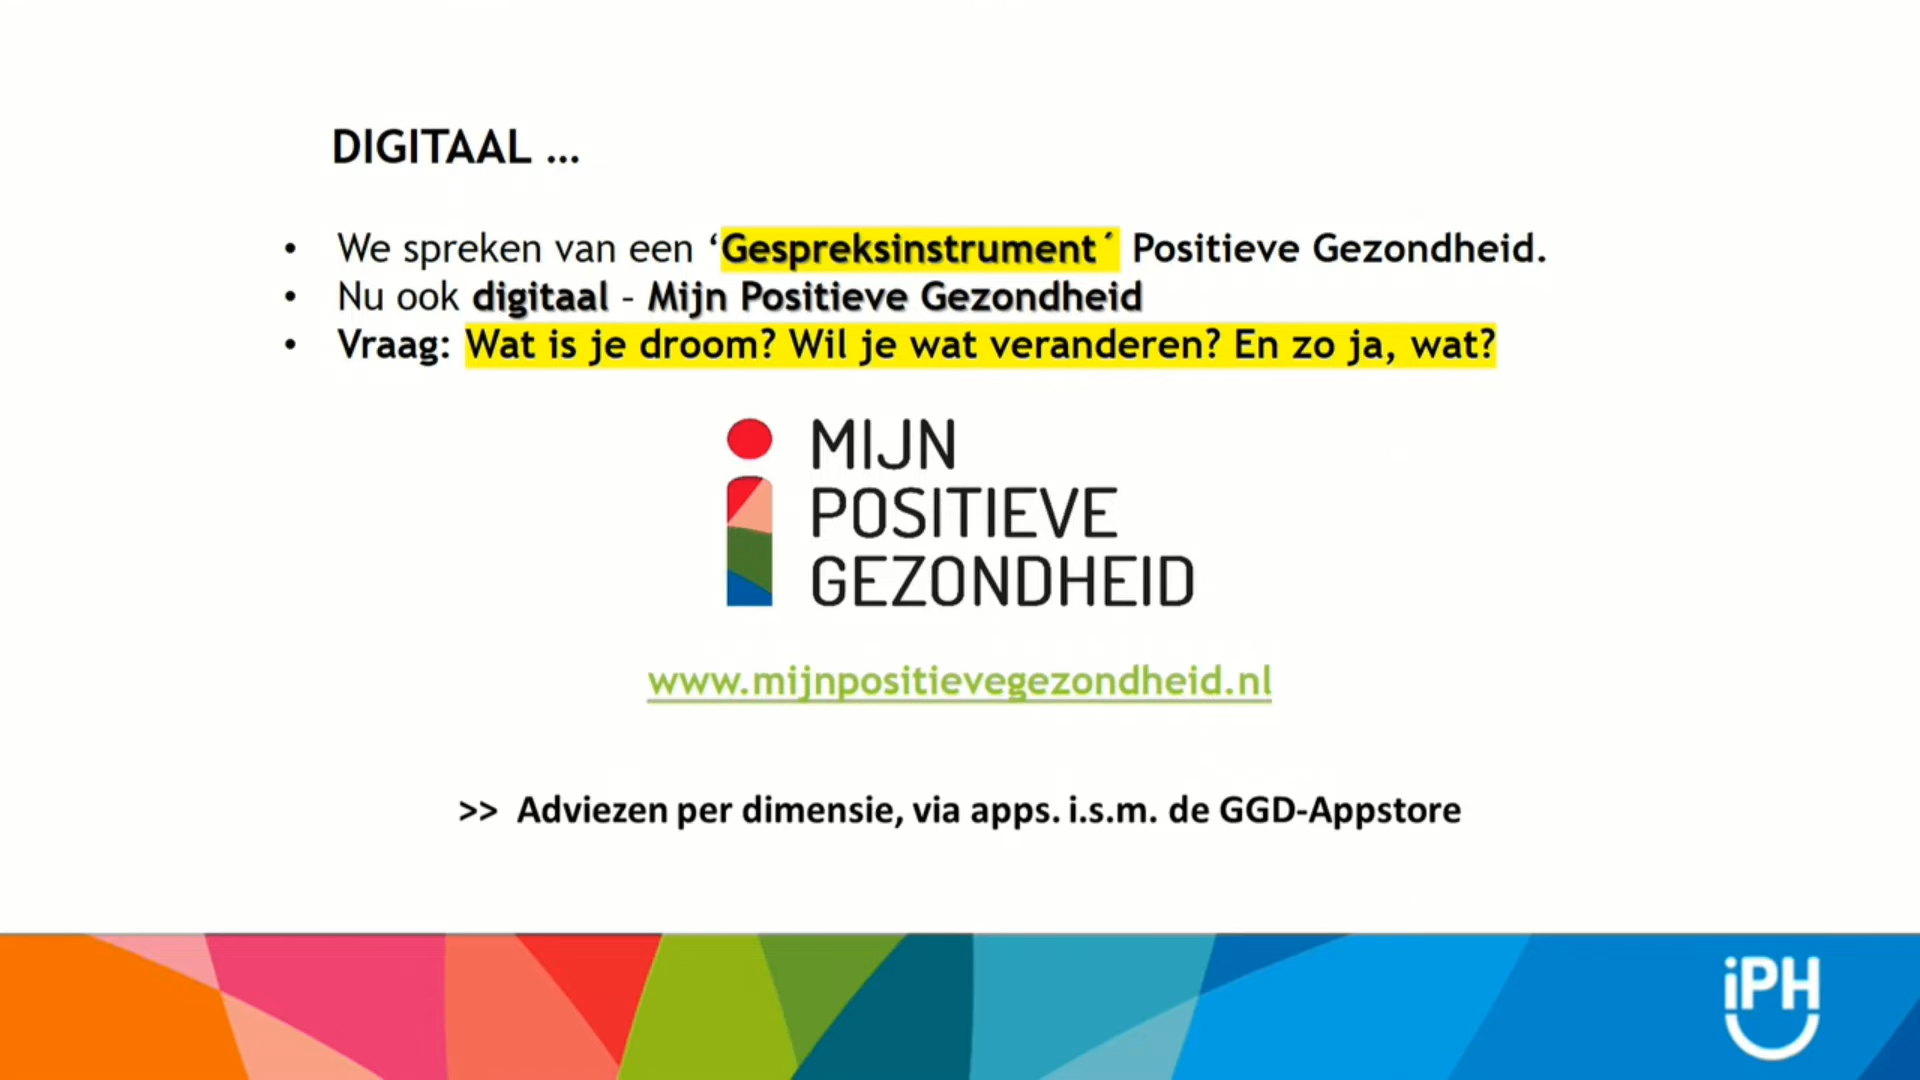 DIGITAAL ...
• We spreken van een ‘Gespreksinstrument´ Positieve Gezondheid.
• Nu ook digitaal – Mijn Positieve Gezondheid
• Vraag: Wat is je droom? Wil je wat veranderen? En zo ja, wat?
MIJN
POSITIEVE
GEZONDHEID
www.mijnpositievegezondheid.nl
>> Adviezen per dimensie, via apps. i.s.m. de GGD-Appstore
iPH